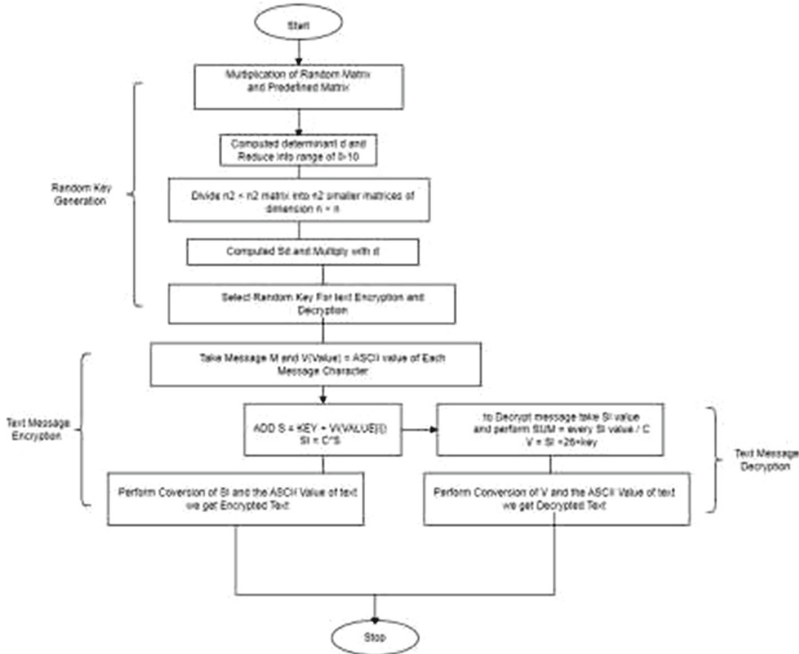 Start
Multiplication of Random Matrix
and Predefined Matrix
Computed determinant d and
Reduce into range of 0-10
Random Key
Generation
Divide n2 × n2 matrix into n2 smaller matrices of
dimension n × n
Computed Sd and Multiply with d
Select Random Key For text Encryption and
Decryption
Take Message M and V(Value) = ASCII value of Each
Message Character
Text Message
Encryption
ADD S = KEY + V(VALUE[i])
SI = C^S
to Decrypt message take SI value
and perform SUM = every SI value / C
V = SI +26+key
Text Message
Decryption
Perform Coversion of SI and the ASCII Value of text
we get Encrypted Text
Perform Conversion of V and the ASCII Value of text
we get Decrypted Text
Stop